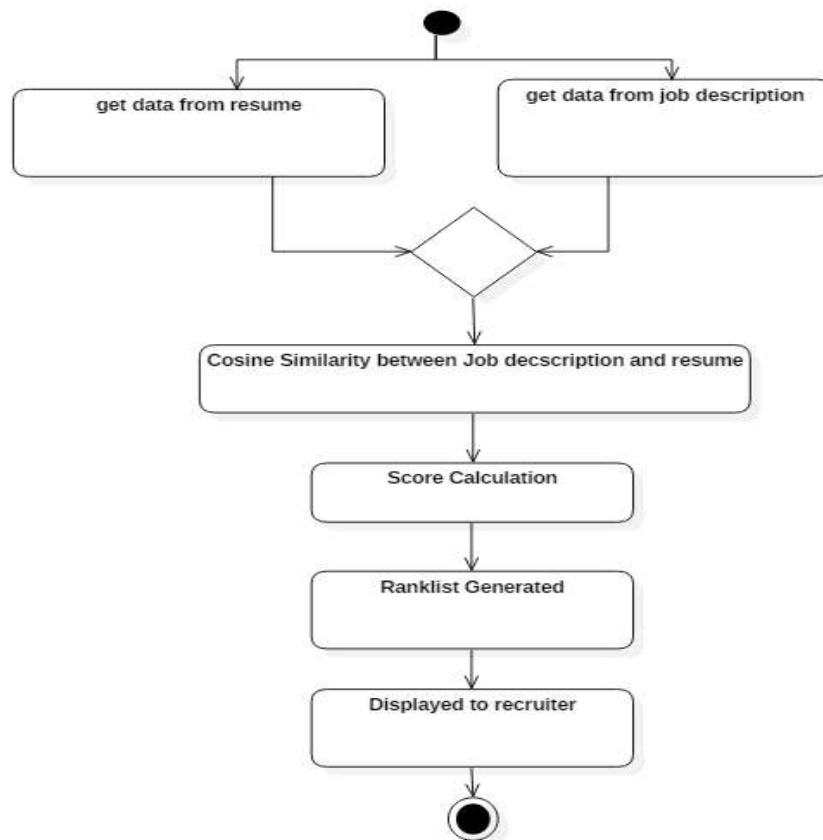 get data from resume
get data from job description
Cosine Similarity between Job decscription and resume
Score Calculation
Ranklist Generated
Displayed to recruiter